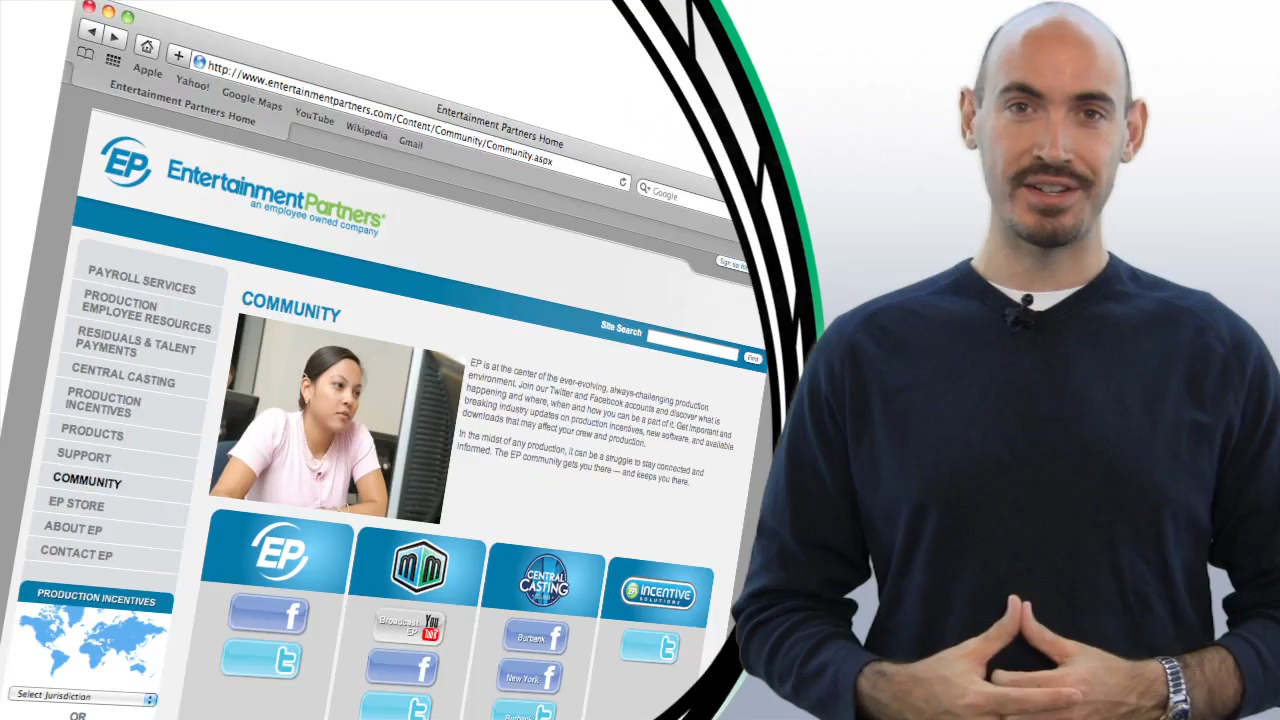 Entertainment Partners Home
http://www.entertainmentpartners.com/Content/Community/Community.aspx
Google
Apple
Yahoo!
Google Maps
YouTube
Wikipedia
Gmail
Entertainment Partners Home
EP
EntertainmentPartners®
an employee owned company
Sign up
Site Search
Find
PAYROLL SERVICES
PRODUCTION
EMPLOYEE RESOURCES
RESIDUALS & TALENT
PAYMENTS
CENTRAL CASTING
PRODUCTION
INCENTIVES
PRODUCTS
SUPPORT
COMMUNITY
EP STORE
ABOUT EP
CONTACT EP
PRODUCTION INCENTIVES
Select Jurisdiction
OR
COMMUNITY
EP is at the center of the ever-evolving, always-challenging production
environment. Join our Twitter and Facebook accounts and discover what is
happening and where, when and how you can be a part of it. Get important and
breaking industry updates on production incentives, new software, and available
downloads that may affect your crew and production.
In the midst of any production, it can be a struggle to stay connected and
informed. The EP community gets you there — and keeps you there.
EP
f
t
MM
Broadcast
EP
You
Tube
f
t
CENTRAL
CASTING
Burbank f
New York f
Burbank t
EP INCENTIVE
SOLUTIONS
t